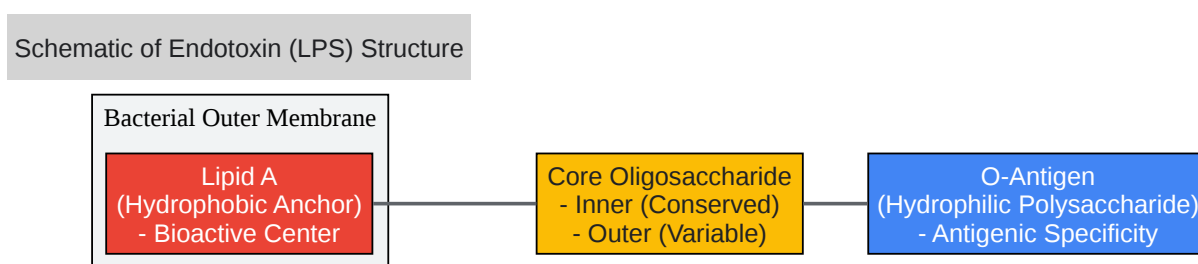 Schematic of Endotoxin (LPS) Structure
Bacterial Outer Membrane
Lipid A
(Hydrophobic Anchor)
- Bioactive Center
Core Oligosaccharide
- Inner (Conserved)
- Outer (Variable)
O-Antigen
(Hydrophilic Polysaccharide)
- Antigenic Specificity